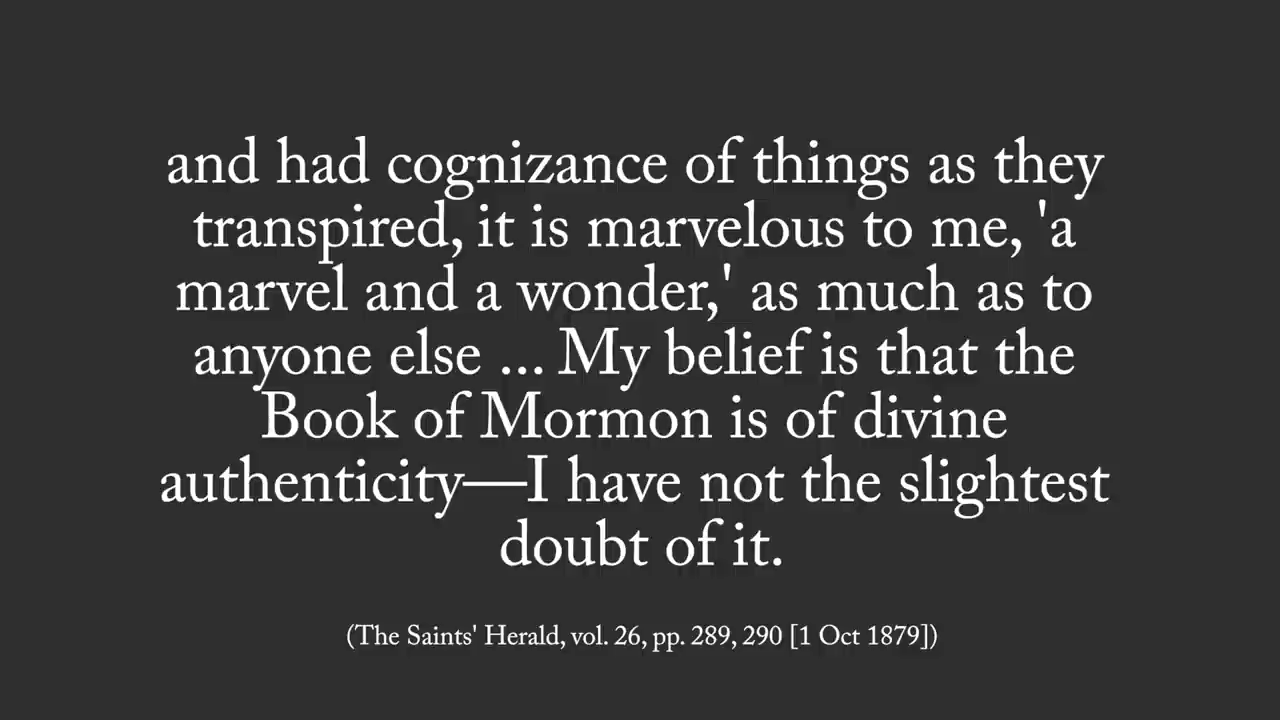 and had cognizance of things as they
transpired, it is marvelous to me, 'a
marvel and a wonder,' as much as to
anyone else ... My belief is that the
Book of Mormon is of divine
authenticity—I have not the slightest
doubt of it.
(The Saints' Herald, vol. 26, pp. 289, 290 [1 Oct 1879])